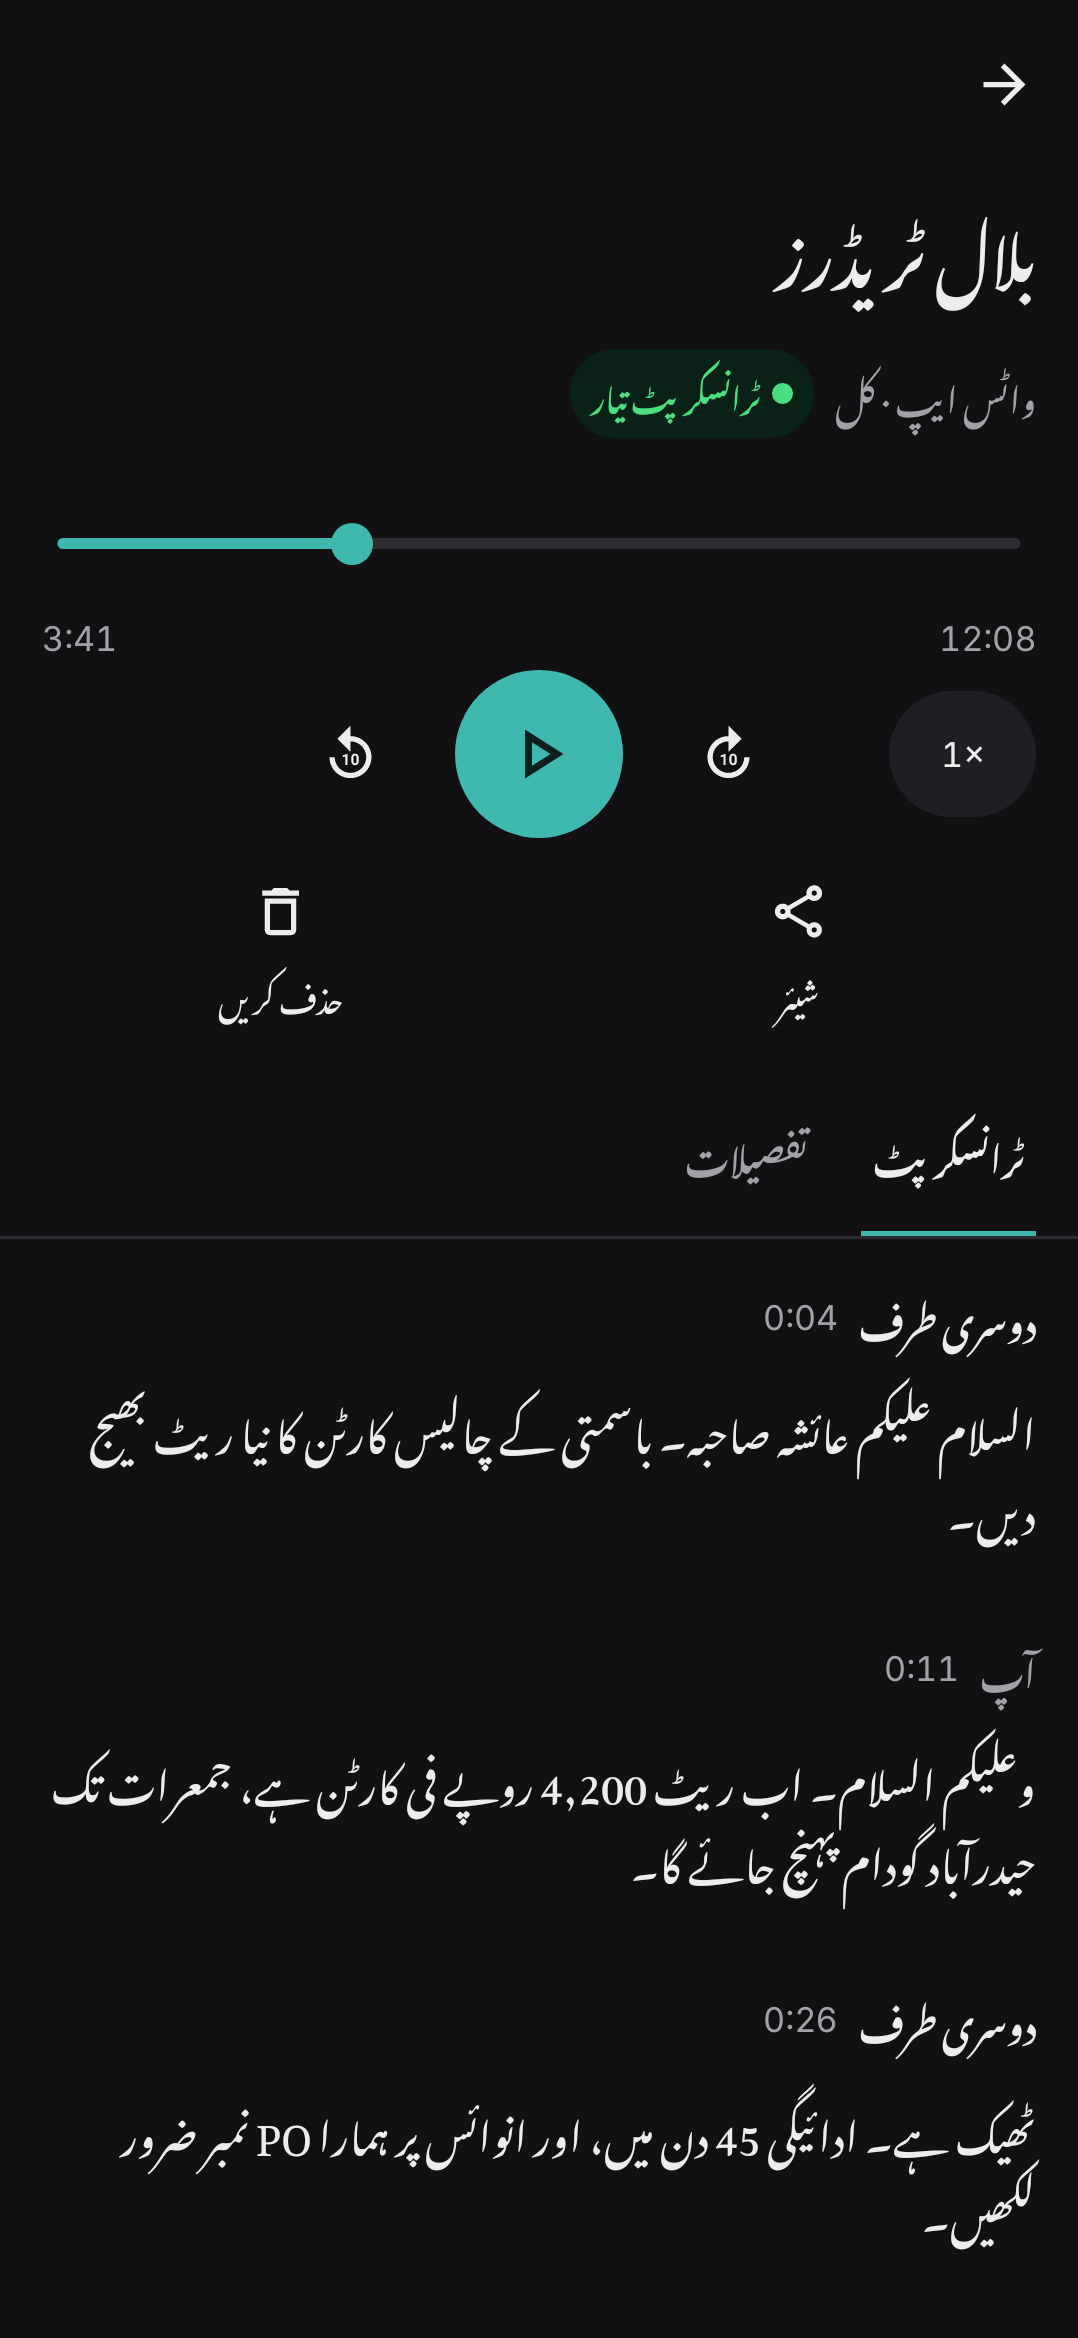 بلال ٹریڈرز
واٹس ایپ · کل
ٹرانسکرپٹ تیار
3:41
12:08
10
10
1×
شیئر
حذف کریں
ٹرانسکرپٹ
تفصیلات
دوسری طرف 0:04
السلام علیکم عائشہ صاحبہ۔ باسمتی کے چالیس کارٹن کا نیا ریٹ بھیج
دیں۔
آپ 0:11
وعلیکم السلام۔ اب ریٹ 4,200 روپے فی کارٹن ہے، جمعرات تک
حیدرآباد گودام پہنچ جائے گا۔
دوسری طرف 0:26
ٹھیک ہے۔ ادائیگی 45 دن میں، اور انوائس پر ہمارا PO نمبر ضرور
لکھیں۔